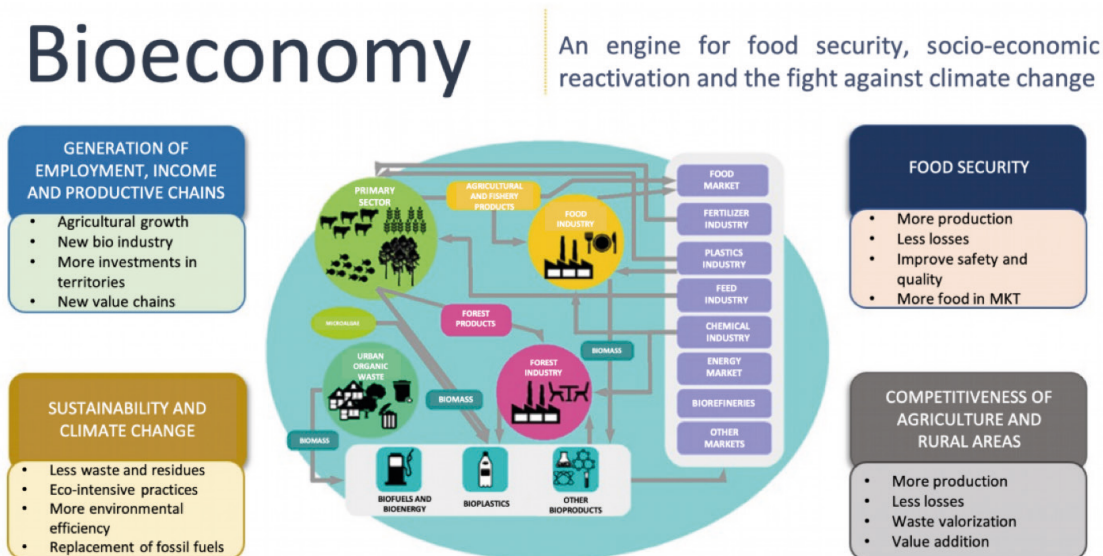 Bioeconomy
An engine for food security, socio-economic
reactivation and the fight against climate change
GENERATION OF
EMPLOYMENT, INCOME
AND PRODUCTIVE CHAINS
• Agricultural growth
• New bio industry
• More investments in
territories
• New value chains
SUSTAINABILITY AND
CLIMATE CHANGE
• Less waste and residues
• Eco-intensive practices
• More environmental
efficiency
• Replacement of fossil fuels
PRIMARY
SECTOR
AGRICULTURAL
AND FISHERY
PRODUCTS
FOOD
INDUSTRY
MICROALGAE
FOREST
PRODUCTS
URBAN
ORGANIC
WASTE
FOREST
INDUSTRY
BIOMASS
BIOMASS
BIOMASS
BIOFUELS AND
BIOENERGY
BIOPLASTICS
OTHER
BIOPRODUCTS
FOOD
MARKET
FERTILIZER
INDUSTRY
PLASTICS
INDUSTRY
FEED
INDUSTRY
CHEMICAL
INDUSTRY
ENERGY
MARKET
BIOREFINERIES
OTHER
MARKETS
FOOD SECURITY
• More production
• Less losses
• Improve safety and
quality
• More food in MKT
COMPETITIVENESS OF
AGRICULTURE AND
RURAL AREAS
• More production
• Less losses
• Waste valorization
• Value addition